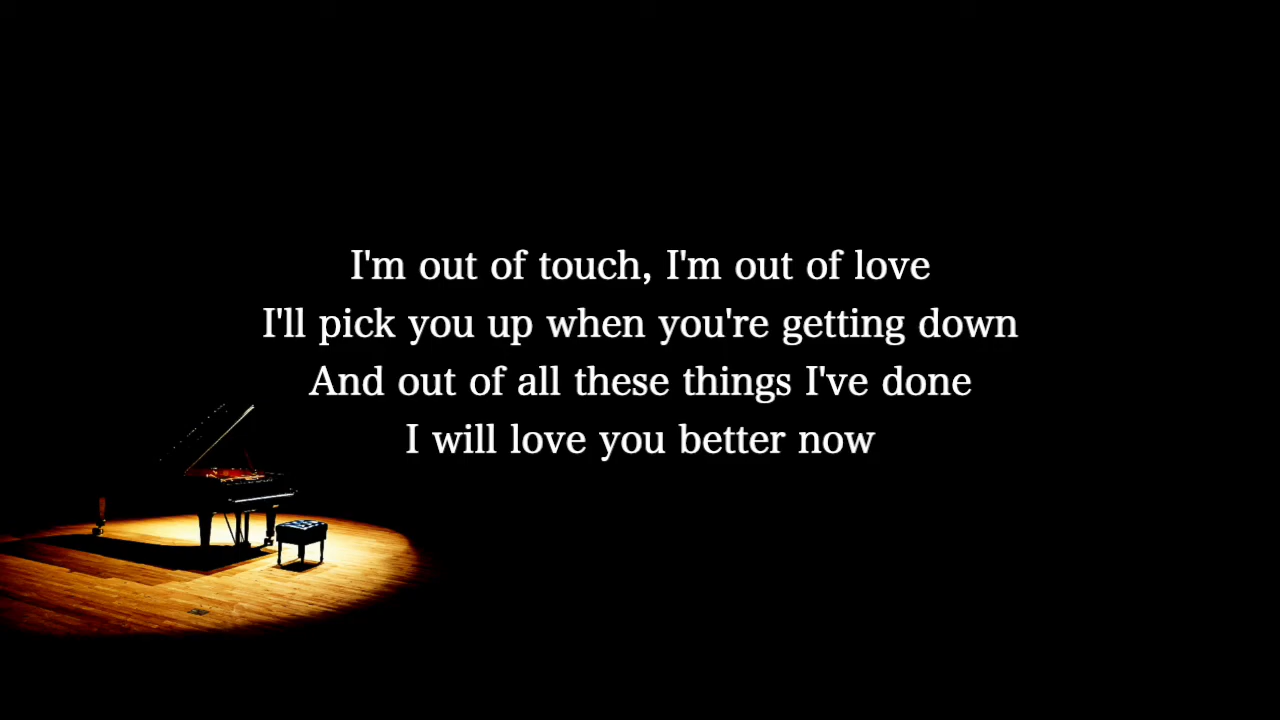 I'm out of touch, I'm out of love
I'll pick you up when you're getting down
And out of all these things I've done
I will love you better now